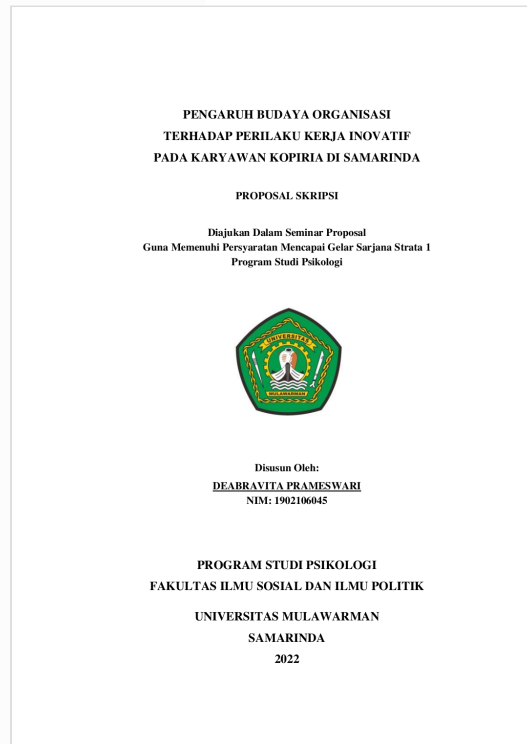 PENGARUH BUDAYA ORGANISASI
TERHADAP PERILAKU KERJA INOVATIF
PADA KARYAWAN KOPIRIA DI SAMARINDA
PROPOSAL SKRIPSI
Diajukan Dalam Seminar Proposal
Guna Memenuhi Persyaratan Mencapai Gelar Sarjana Strata 1
Program Studi Psikologi
UNIVERSITAS
MULAWARMAN
Disusun Oleh:
DEABRAVITA PRAMESWARI
NIM: 1902106045
PROGRAM STUDI PSIKOLOGI
FAKULTAS ILMU SOSIAL DAN ILMU POLITIK
UNIVERSITAS MULAWARMAN
SAMARINDA
2022